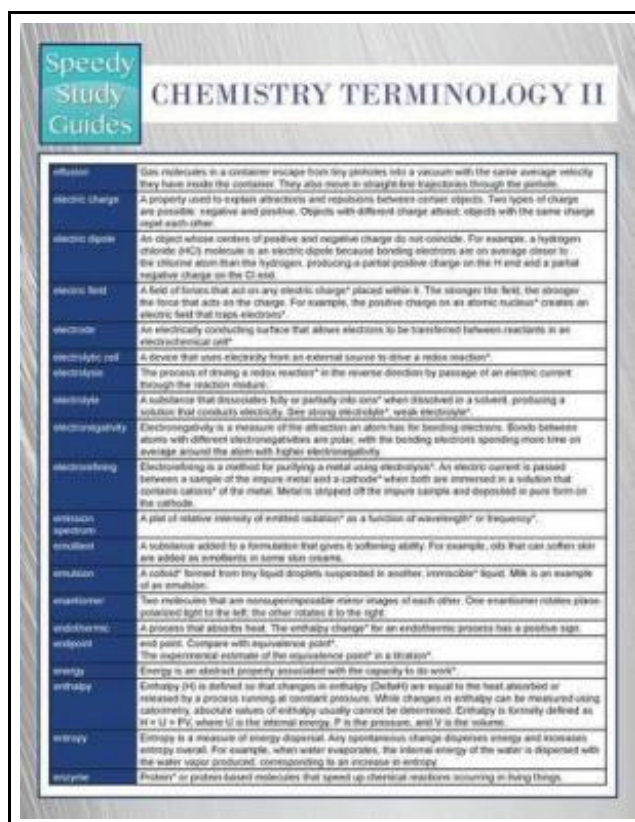 Speedy
Study
Guides
CHEMISTRY TERMINOLOGY II
effusion
Gas molecules in a container escape from tiny pinholes into a vacuum with the same average velocity
they have inside the container. They also move in straight-line trajectories through the pinhole.
electric charge
A property used to explain attractions and repulsions between certain objects. Two types of charge
are possible: negative and positive. Objects with different charge attract; objects with the same charge
repel each other.
electric dipole
An object whose centers of positive and negative charge do not coincide. For example, a hydrogen
chloride (HCl) molecule is an electric dipole because bonding electrons are on average closer to
the chlorine atom than the hydrogen, producing a partial positive charge on the H end and a partial
negative charge on the Cl end.
electric field
A field of forces that act on any electric charge* placed within it. The stronger the field, the stronger
the force that acts on the charge. For example, the positive charge on an atomic nucleus* creates an
electric field that traps electrons*.
electrode
An electrically conducting surface that allows electrons to be transferred between reactants in an
electrochemical cell*
electrolytic cell
A device that uses electricity from an external source to drive a redox reaction*.
electrolysis
The process of driving a redox reaction* in the reverse direction by passage of an electric current
through the reaction mixture.
electrolyte
A substance that dissociates fully or partially into ions* when dissolved in a solvent, producing a
solution that conducts electricity. See strong electrolyte*, weak electrolyte*.
electronegativity
Electronegativity is a measure of the attraction an atom has for bonding electrons. Bonds between
atoms with different electronegativities are polar, with the bonding electrons spending more time on
average around the atom with higher electronegativity.
electrorefining
Electrorefining is a method for purifying a metal using electrolysis*. An electric current is passed
between a sample of the impure metal and a cathode* when both are immersed in a solution that
contains cations* of the metal. Metal is stripped off the impure sample and deposited in pure form on
the cathode.
emission
spectrum
A plot of relative intensity of emitted radiation* as a function of wavelength* or frequency*.
emollient
A substance added to a formulation that gives it softening ability. For example, oils that can soften skin
are added as emollients in some skin creams.
emulsion
A colloid* formed from tiny liquid droplets suspended in another, immiscible* liquid. Milk is an example
of an emulsion.
enantiomer
Two molecules that are nonsuperimposable mirror images of each other. One enantiomer rotates plane-
polarized light to the left; the other rotates it to the right.
endothermic
A process that absorbs heat. The enthalpy change* for an endothermic process has a positive sign.
endpoint
end point. Compare with equivalence point*.
The experimental estimate of the equivalence point* in a titration*.
energy
Energy is an abstract property associated with the capacity to do work*.
enthalpy
Enthalpy (H) is defined so that changes in enthalpy (DeltaH) are equal to the heat absorbed or
released by a process running at constant pressure. While changes in enthalpy can be measured using
calorimetry, absolute values of enthalpy usually cannot be determined. Enthalpy is formally defined as
H = U + PV, where U is the internal energy, P is the pressure, and V is the volume.
entropy
Entropy is a measure of energy dispersal. Any spontaneous change disperses energy and increases
entropy overall. For example, when water evaporates, the internal energy of the water is dispersed with
the water vapor produced, corresponding to an increase in entropy.
enzyme
Protein* or protein-based molecules that speed up chemical reactions occurring in living things.